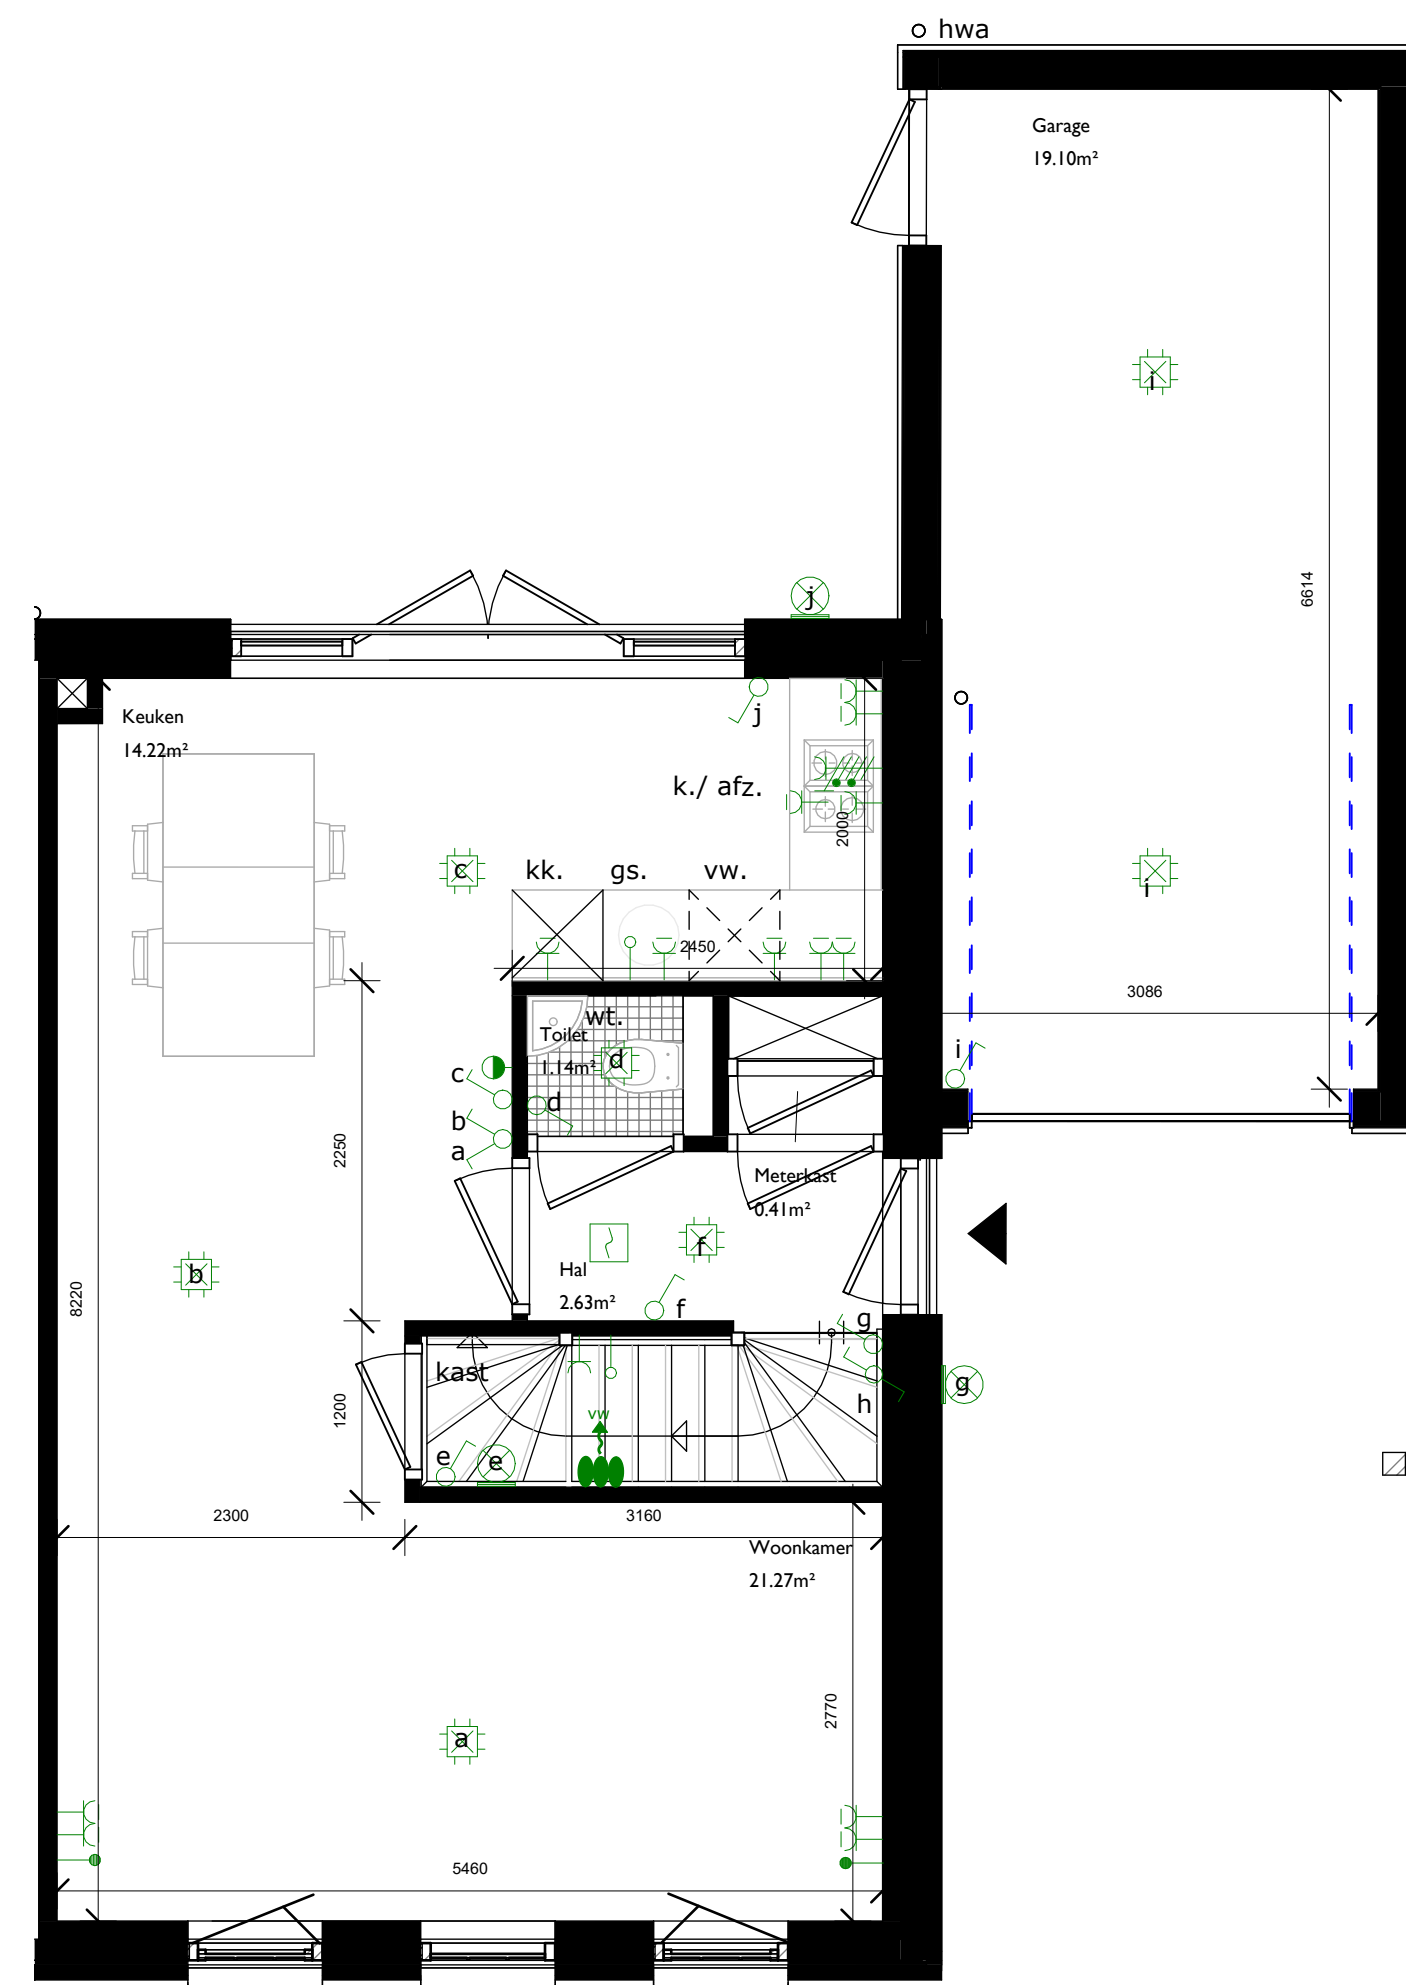 hwa
Garage
19.10m²
i
6614
j
Keuken
14.22m²
j
k./ afz.
2000
c
kk.
gs.
vw.
i
2450
3086
wt.
Toilet
1.14m²
d
i
c
d
b
a
2250
Meterkast
0.41m²
f
b
Hal
2.63m²
f
8220
g
kast
g
1200
h
vw
e
e
2300
3160
Woonkamer
21.27m²
2770
a
5460